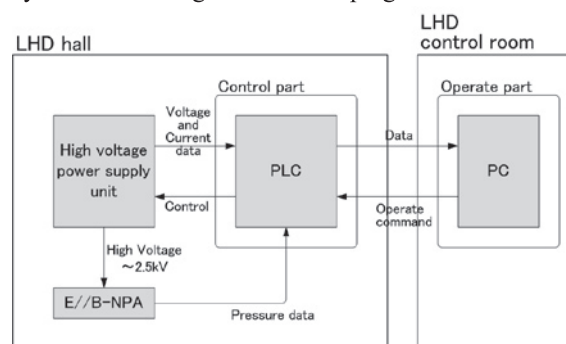 LHD hall
LHD
control room
Control part
Operate part
Voltage
and
Current
data
High voltage
power supply
unit
PLC
Data
PC
Control
Operate
command
High Voltage
~2.5kV
E//B-NPA
Pressure data